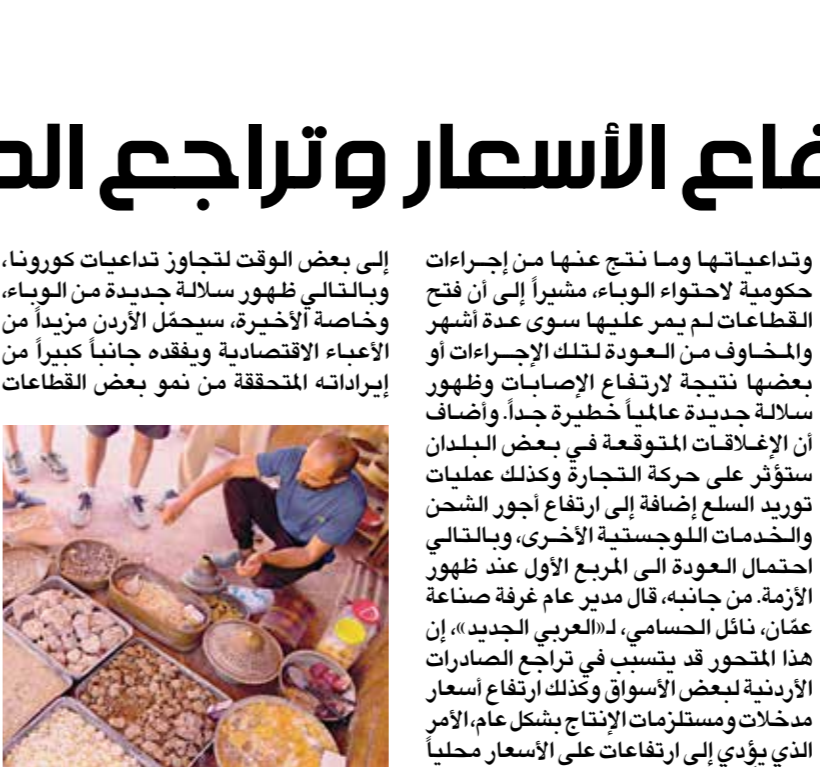 الأسعار وتراجع
وتداعياتها وما نتج عنها من إجراءات
حكومية لاحتواء الوباء، مشيراً إلى أن فتح
القطاعات لم يمر عليها سوى عدة أشهر
والمخاوف من العودة لتلك الإجراءات أو
بعضها نتيجة لارتفاع الإصابات وظهور
سلالة جديدة عالمياً خطيرة جداً. وأضاف
أن الإغلاقات المتوقعة في بعض البلدان
ستؤثر على حركة التجارة وكذلك عمليات
توريد السلع إضافة إلى ارتفاع أجور الشحن
والخدمات اللوجستية الأخرى، وبالتالي
احتمال العودة الى المربع الأول عند ظهور
الأزمة. من جانبه، قال مدير عام غرفة صناعة
عمّان، نائل الحسامي، لـ«العربي الجديد»، إن
هذا المتحور قد يتسبب في تراجع الصادرات
الأردنية لبعض الأسواق وكذلك ارتفاع أسعار
مدخلات ومستلزمات الإنتاج بشكل عام، الأمر
الذي يؤدي إلى ارتفاعات على الأسعار محلياً
إلى بعض الوقت لتجاوز تداعيات كورونا،
وبالتالي ظهور سلالة جديدة من الوباء،
وخاصة الأخيرة، سيحمّل الأردن مزيداً من
الأعباء الاقتصادية ويفقده جانباً كبيراً من
إيراداته المتحققة من نمو بعض القطاعات